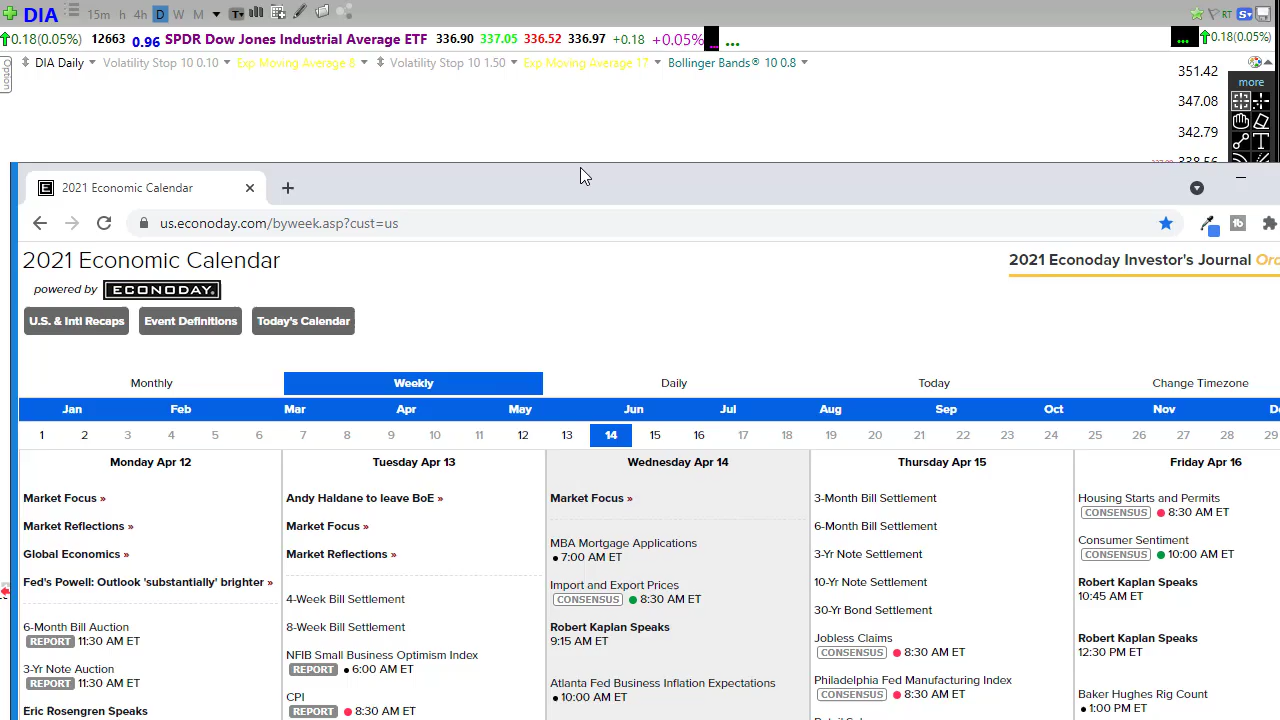 DIA 15m h 4h D W M T RT S
0.18(0.05%) 12663 0.96 SPDR Dow Jones Industrial Average ETF 336.90 337.05 336.52 336.97 +0.18 +0.05% ... ... 0.18(0.05%)
Option DIA Daily Volatility Stop 10 0.10 Exp Moving Average 8 Volatility Stop 10 1.50 Exp Moving Average 17 Bollinger Bands® 10 0.8
351.42
more
347.08
342.79
338.56
2021 Economic Calendar
us.econoday.com/byweek.asp?cust=us
2021 Economic Calendar
2021 Econoday Investor's Journal Orc
powered by ECONODAY.
U.S. & Intl Recaps Event Definitions Today's Calendar
Monthly Weekly Daily Today Change Timezone
Jan Feb Mar Apr May Jun Jul Aug Sep Oct Nov De
1 2 3 4 5 6 7 8 9 10 11 12 13 14 15 16 17 18 19 20 21 22 23 24 25 26 27 28 29
Monday Apr 12
Market Focus »
Market Reflections »
Global Economics »
Fed's Powell: Outlook 'substantially' brighter »
6-Month Bill Auction
REPORT 11:30 AM ET
3-Yr Note Auction
REPORT 11:30 AM ET
Eric Rosengren Speaks
Tuesday Apr 13
Andy Haldane to leave BoE »
Market Focus »
Market Reflections »
4-Week Bill Settlement
8-Week Bill Settlement
NFIB Small Business Optimism Index
REPORT 6:00 AM ET
CPI
REPORT 8:30 AM ET
Wednesday Apr 14
Market Focus »
MBA Mortgage Applications
7:00 AM ET
Import and Export Prices
CONSENSUS 8:30 AM ET
Robert Kaplan Speaks
9:15 AM ET
Atlanta Fed Business Inflation Expectations
10:00 AM ET
Thursday Apr 15
3-Month Bill Settlement
6-Month Bill Settlement
3-Yr Note Settlement
10-Yr Note Settlement
30-Yr Bond Settlement
Jobless Claims
CONSENSUS 8:30 AM ET
Philadelphia Fed Manufacturing Index
CONSENSUS 8:30 AM ET
Friday Apr 16
Housing Starts and Permits
CONSENSUS 8:30 AM ET
Consumer Sentiment
CONSENSUS 10:00 AM ET
Robert Kaplan Speaks
10:45 AM ET
Robert Kaplan Speaks
12:30 PM ET
Baker Hughes Rig Count
1:00 PM ET